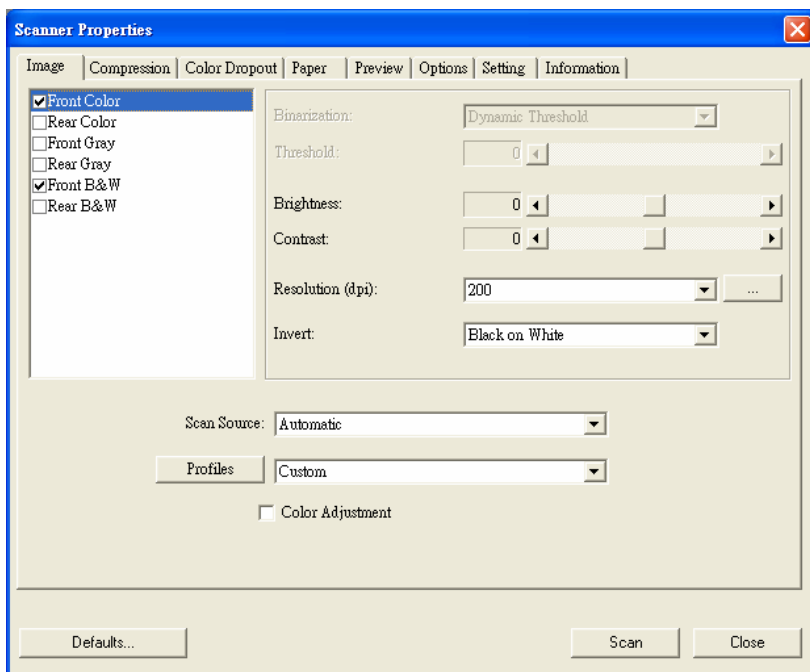 Scanner Properties
Image Compression Color Dropout Paper Preview Options Setting Information
Front Color
Rear Color
Front Gray
Rear Gray
Front B&W
Rear B&W
Binarization: Dynamic Threshold
Threshold: 0
Brightness: 0
Contrast: 0
Resolution (dpi): 200 ...
Invert: Black on White
Scan Source: Automatic
Profiles Custom
Color Adjustment
Defaults... Scan Close